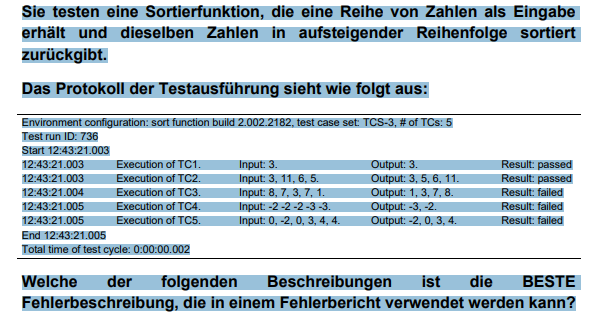 Sie testen eine Sortierfunktion, die eine Reihe von Zahlen als Eingabe
erhält und dieselben Zahlen in aufsteigender Reihenfolge sortiert
zurückgibt.
Das Protokoll der Testausführung sieht wie folgt aus:
Environment configuration: sort function build 2.002.2182, test case set: TCS-3, # of TCs: 5
Test run ID: 736
Start 12:43:21.003
12:43:21.003 Execution of TC1. Input: 3. Output: 3. Result: passed
12:43:21.003 Execution of TC2. Input: 3, 11, 6, 5. Output: 3, 5, 6, 11. Result: passed
12:43:21.004 Execution of TC3. Input: 8, 7, 3, 7, 1. Output: 1, 3, 7, 8. Result: failed
12:43:21.005 Execution of TC4. Input: -2 -2 -2 -3 -3. Output: -3, -2. Result: failed
12:43:21.005 Execution of TC5. Input: 0, -2, 0, 3, 4, 4. Output: -2, 0, 3, 4. Result: failed
End 12:43:21.005
Total time of test cycle: 0:00:00.002
Welche der folgenden Beschreibungen ist die BESTE
Fehlerbeschreibung, die in einem Fehlerbericht verwendet werden kann?